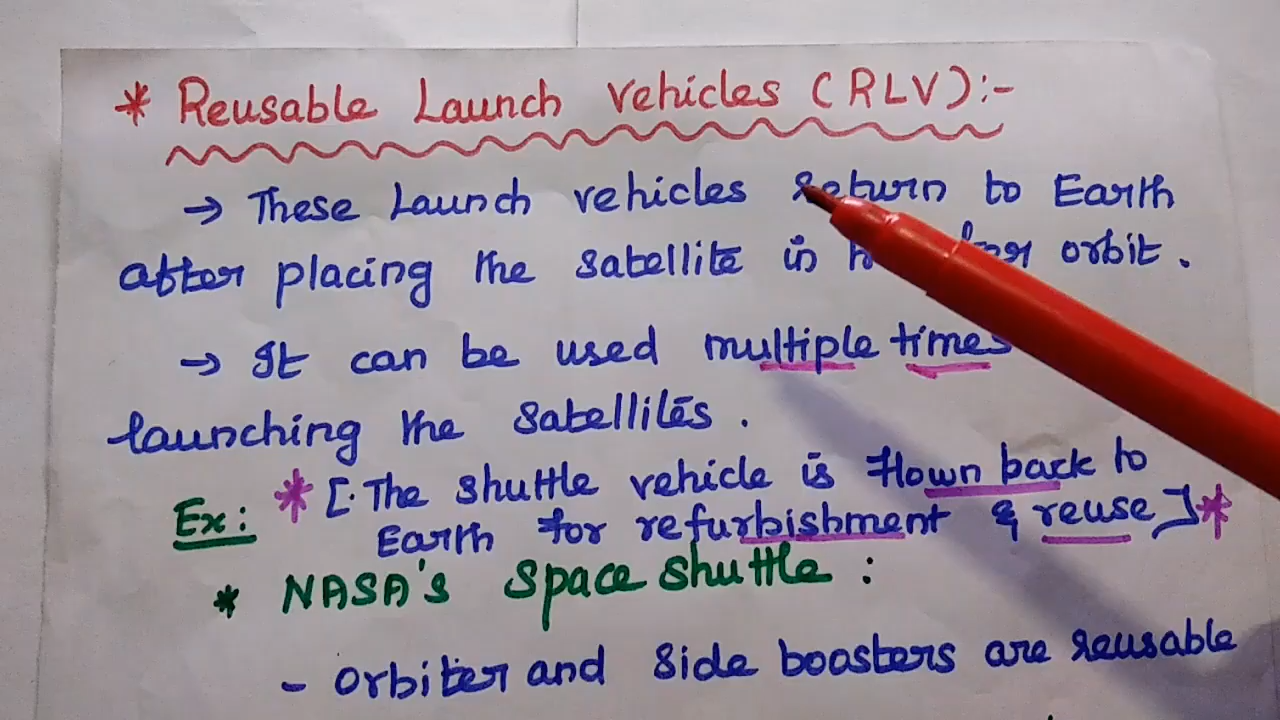 * Reusable Launch vehicles (RLV):-
→ These Launch vehicles return to Earth
after placing the satellite in orbit.
→ It can be used multiple times
launching the satellites.
Ex: * [∴ The shuttle vehicle is flown back to
Earth for refurbishment & reuse]*
* NASA's Space shuttle :
- orbiter and side boosters are reusable